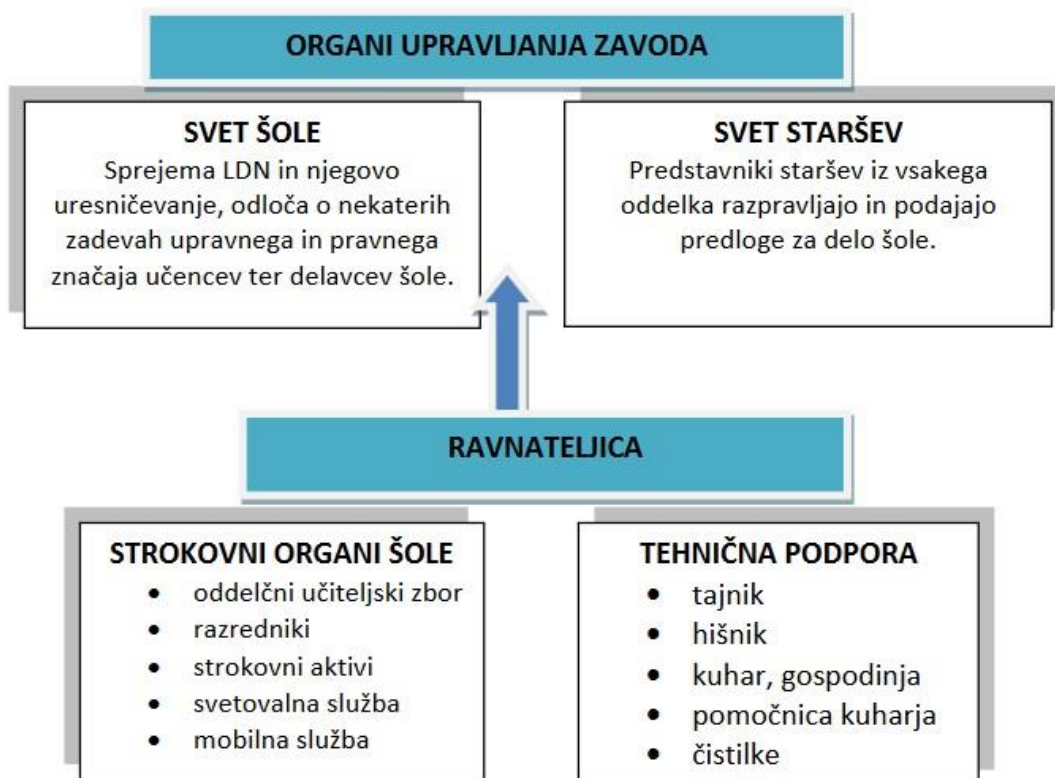 ORGANI UPRAVLJANJA ZAVODA
SVET ŠOLE
Sprejema LDN in njegovo
uresničevanje, odloča o nekaterih
zadevah upravnega in pravnega
značaja učencev ter delavcev šole.
SVET STARŠEV
Predstavniki staršev iz vsakega
oddelka razpravljajo in podajajo
predloge za delo šole.
RAVNATELJICA
STROKOVNI ORGANI ŠOLE
• oddelčni učiteljski zbor
• razredniki
• strokovni aktivi
• svetovalna služba
• mobilna služba
TEHNIČNA PODPORA
• tajnik
• hišnik
• kuhar, gospodinja
• pomočnica kuharja
• čistilke